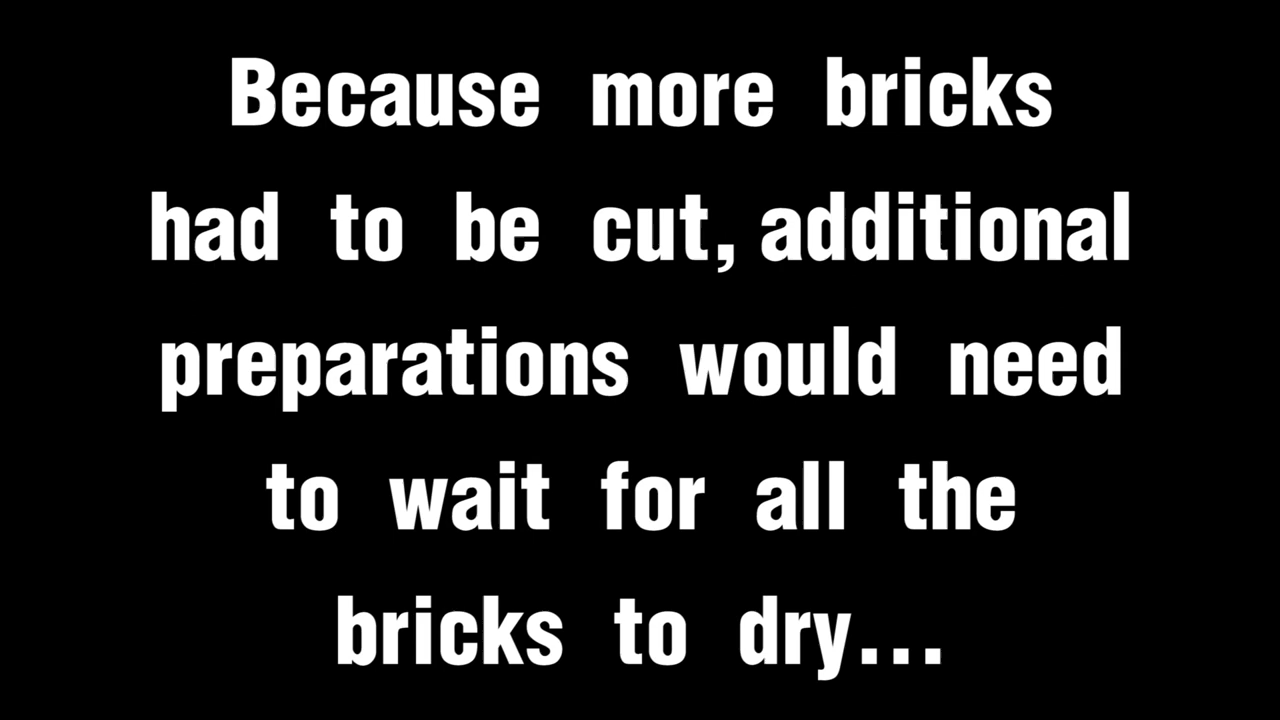 Because more bricks
had to be cut, additional
preparations would need
to wait for all the
bricks to dry...